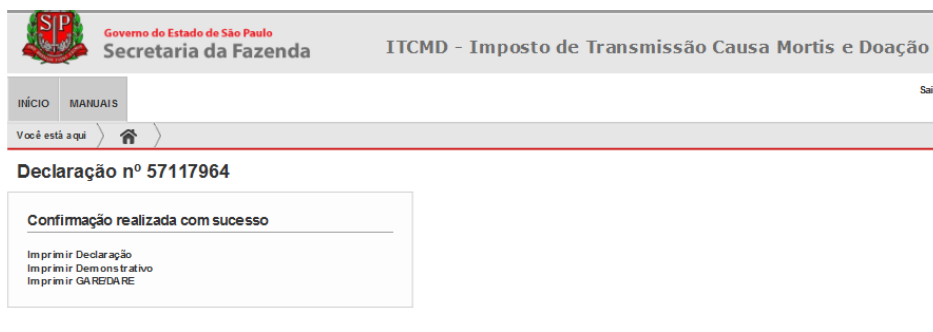 SP
Governo do Estado de São Paulo
Secretaria da Fazenda
ITCMD - Imposto de Transmissão Causa Mortis e Doação
Sai
INÍCIO MANUAIS
Você está aqui
Declaração nº 57117964
Confirmação realizada com sucesso
Imprimir Declaração
Imprimir Demonstrativo
Imprimir GARE/DARE